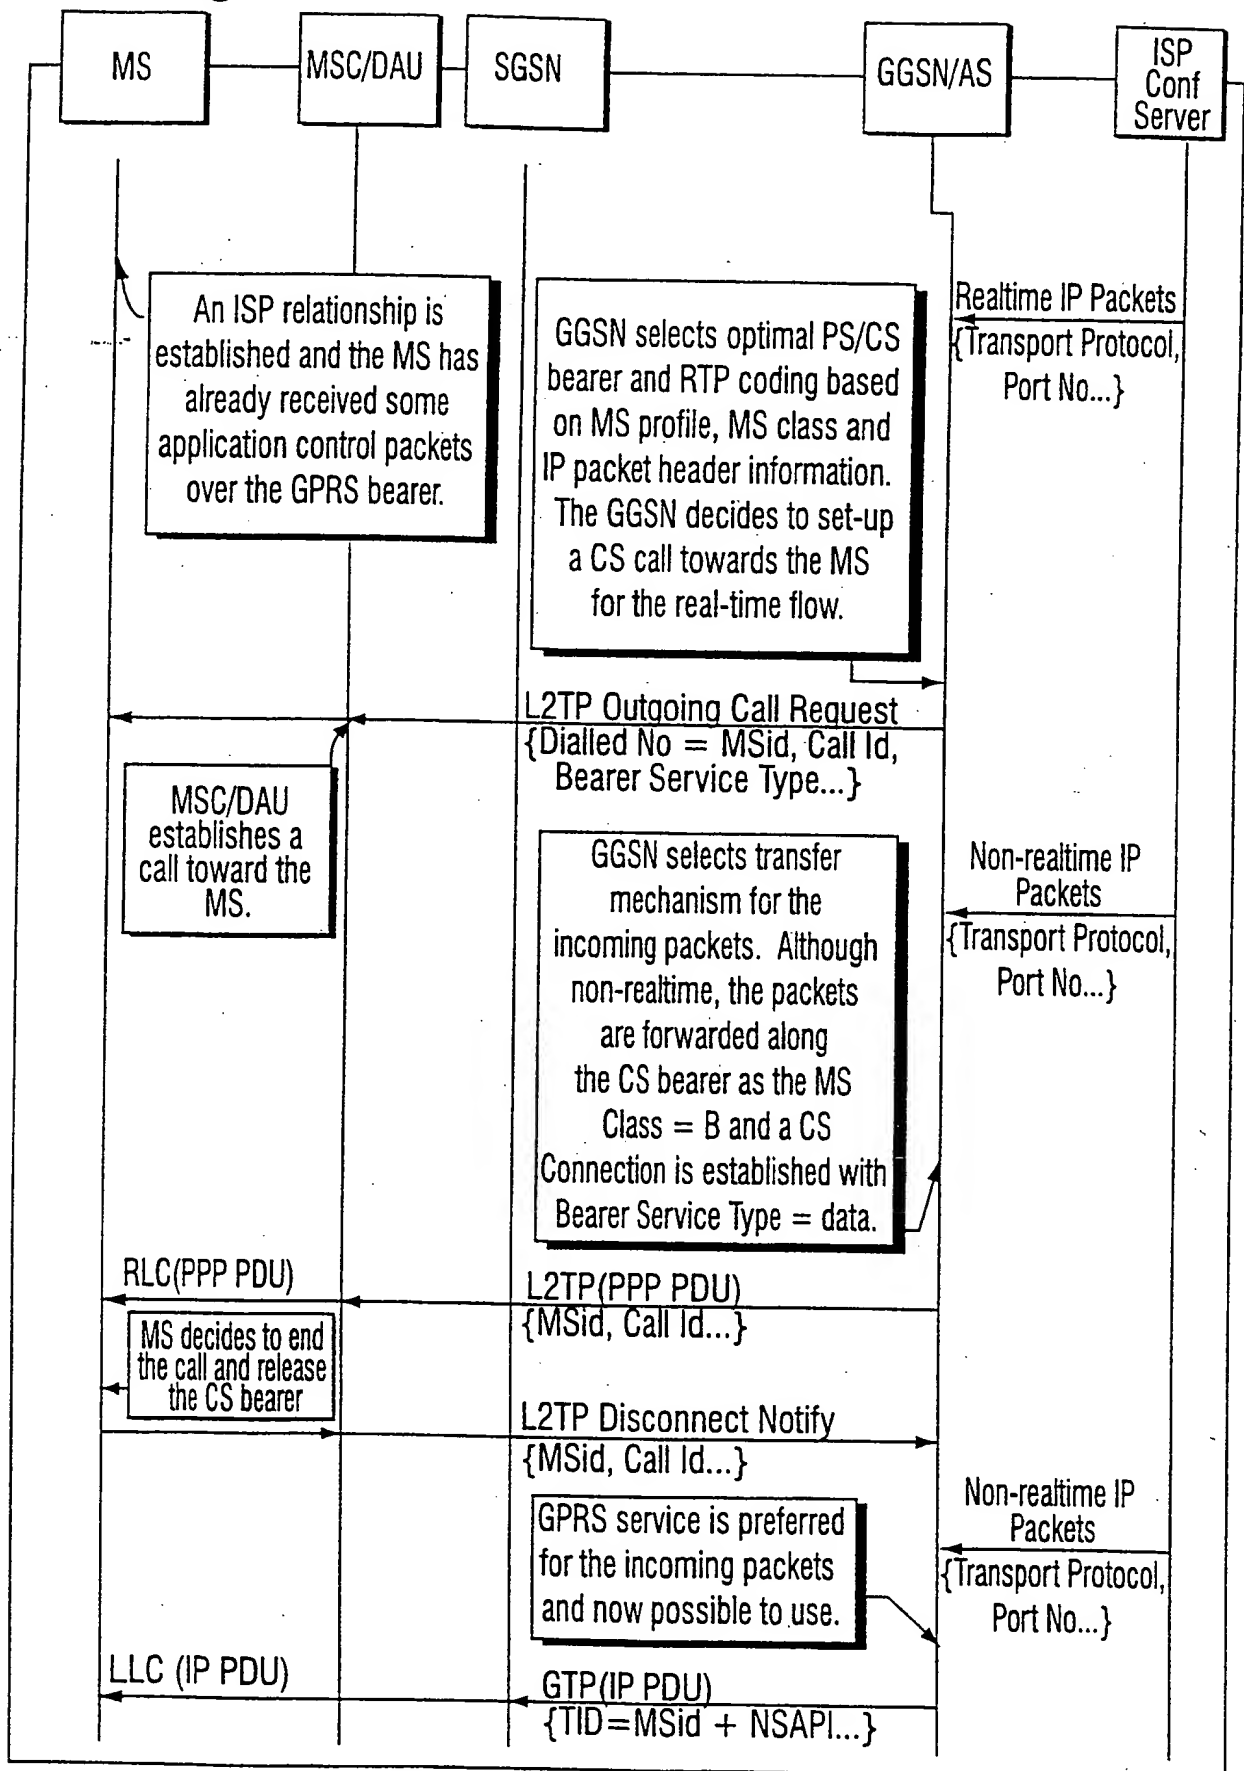 MS
MSC/DAU
SGSN
GGSN/AS
ISP
Conf
Server
An ISP relationship is
established and the MS has
already received some
application control packets
over the GPRS bearer.
GGSN selects optimal PS/CS
bearer and RTP coding based
on MS profile, MS class and
IP packet header information.
The GGSN decides to set-up
a CS call towards the MS
for the real-time flow.
Realtime IP Packets
{Transport Protocol,
Port No...}
L2TP Outgoing Call Request
{Dialled No = MSid, Call Id,
Bearer Service Type...}
MSC/DAU
establishes a
call toward the
MS.
GGSN selects transfer
mechanism for the
incoming packets. Although
non-realtime, the packets
are forwarded along
the CS bearer as the MS
Class = B and a CS
Connection is established with
Bearer Service Type = data.
Non-realtime IP
Packets
{Transport Protocol,
Port No...}
RLC(PPP PDU)
L2TP(PPP PDU)
{MSid, Call Id...}
MS decides to end
the call and release
the CS bearer
L2TP Disconnect Notify
{MSid, Call Id...}
GPRS service is preferred
for the incoming packets
and now possible to use.
Non-realtime IP
Packets
{Transport Protocol,
Port No...}
LLC (IP PDU)
GTP(IP PDU)
{TID=MSid + NSAPI...}